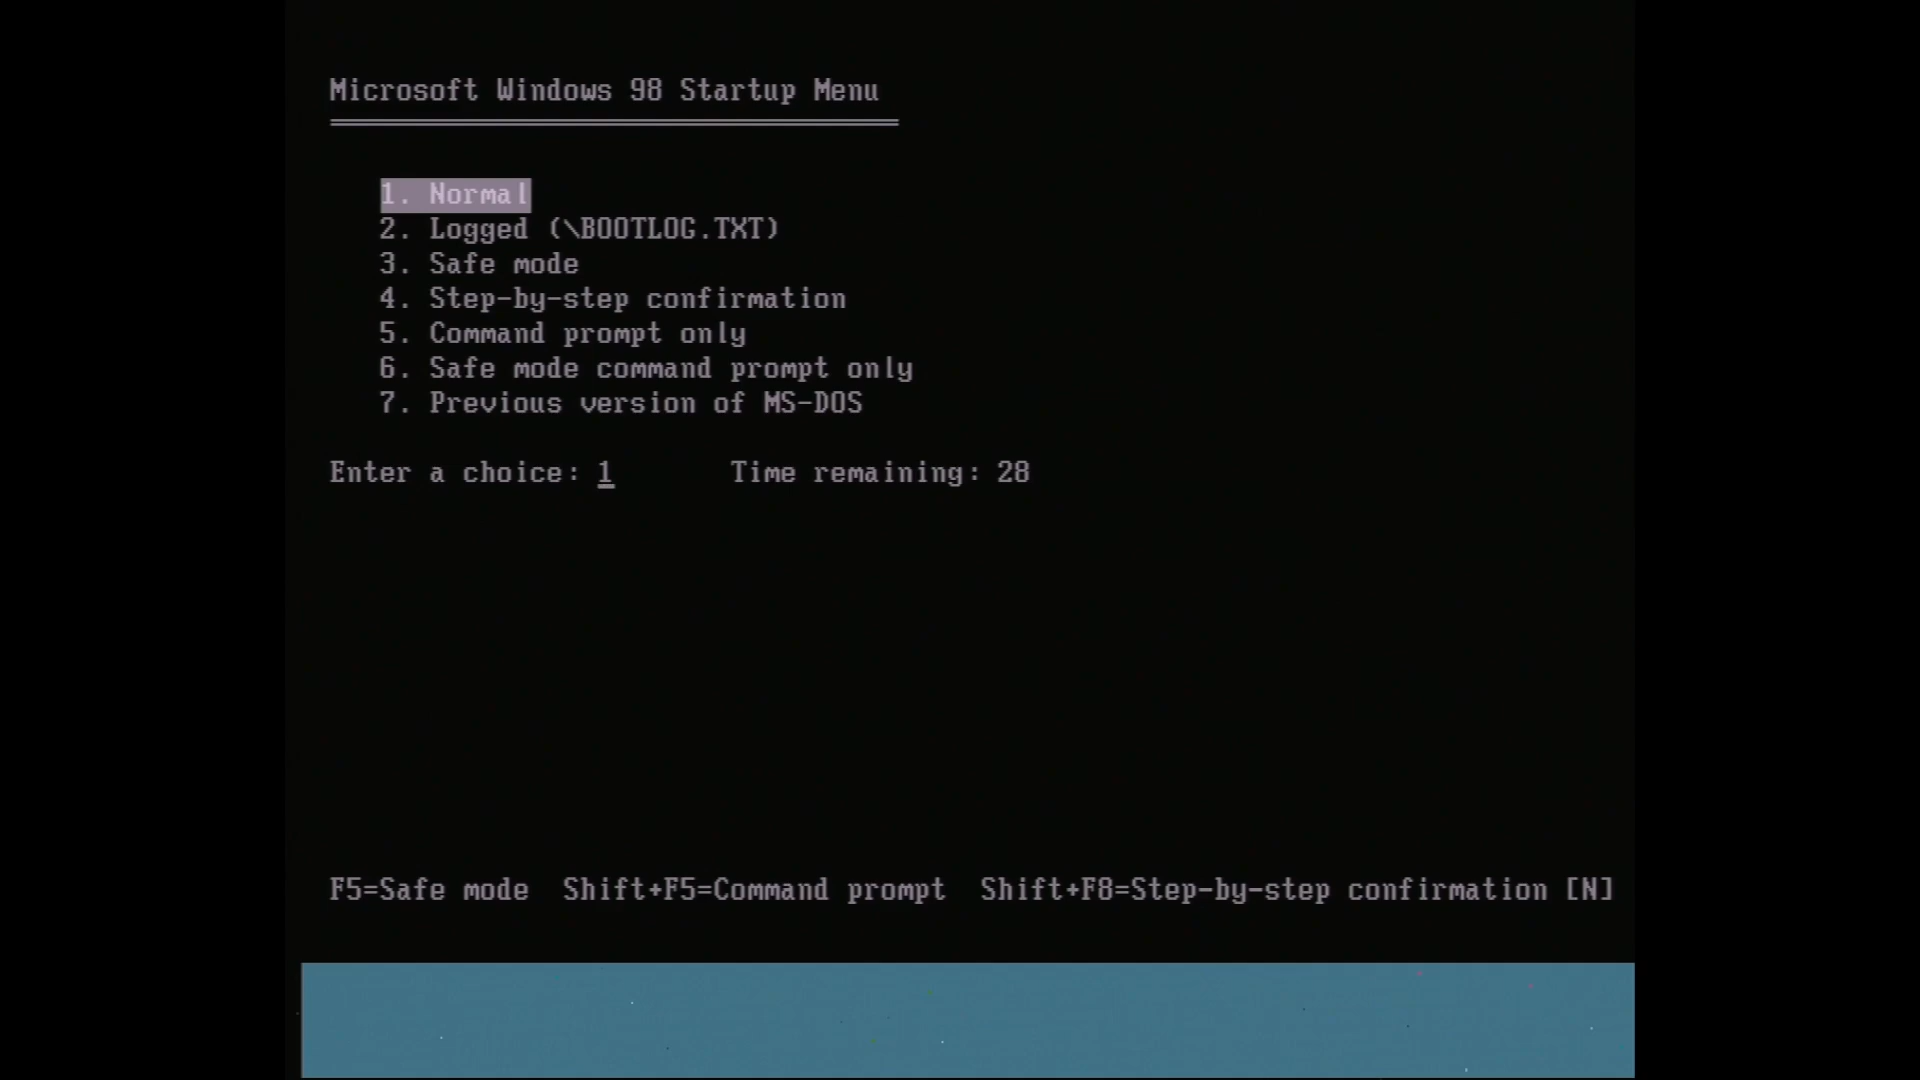 Microsoft Windows 98 Startup Menu
1. Normal
2. Logged (\BOOTLOG.TXT)
3. Safe mode
4. Step-by-step confirmation
5. Command prompt only
6. Safe mode command prompt only
7. Previous version of MS-DOS
Enter a choice: 1 Time remaining: 28
F5=Safe mode Shift+F5=Command prompt Shift+F8=Step-by-step confirmation [N]